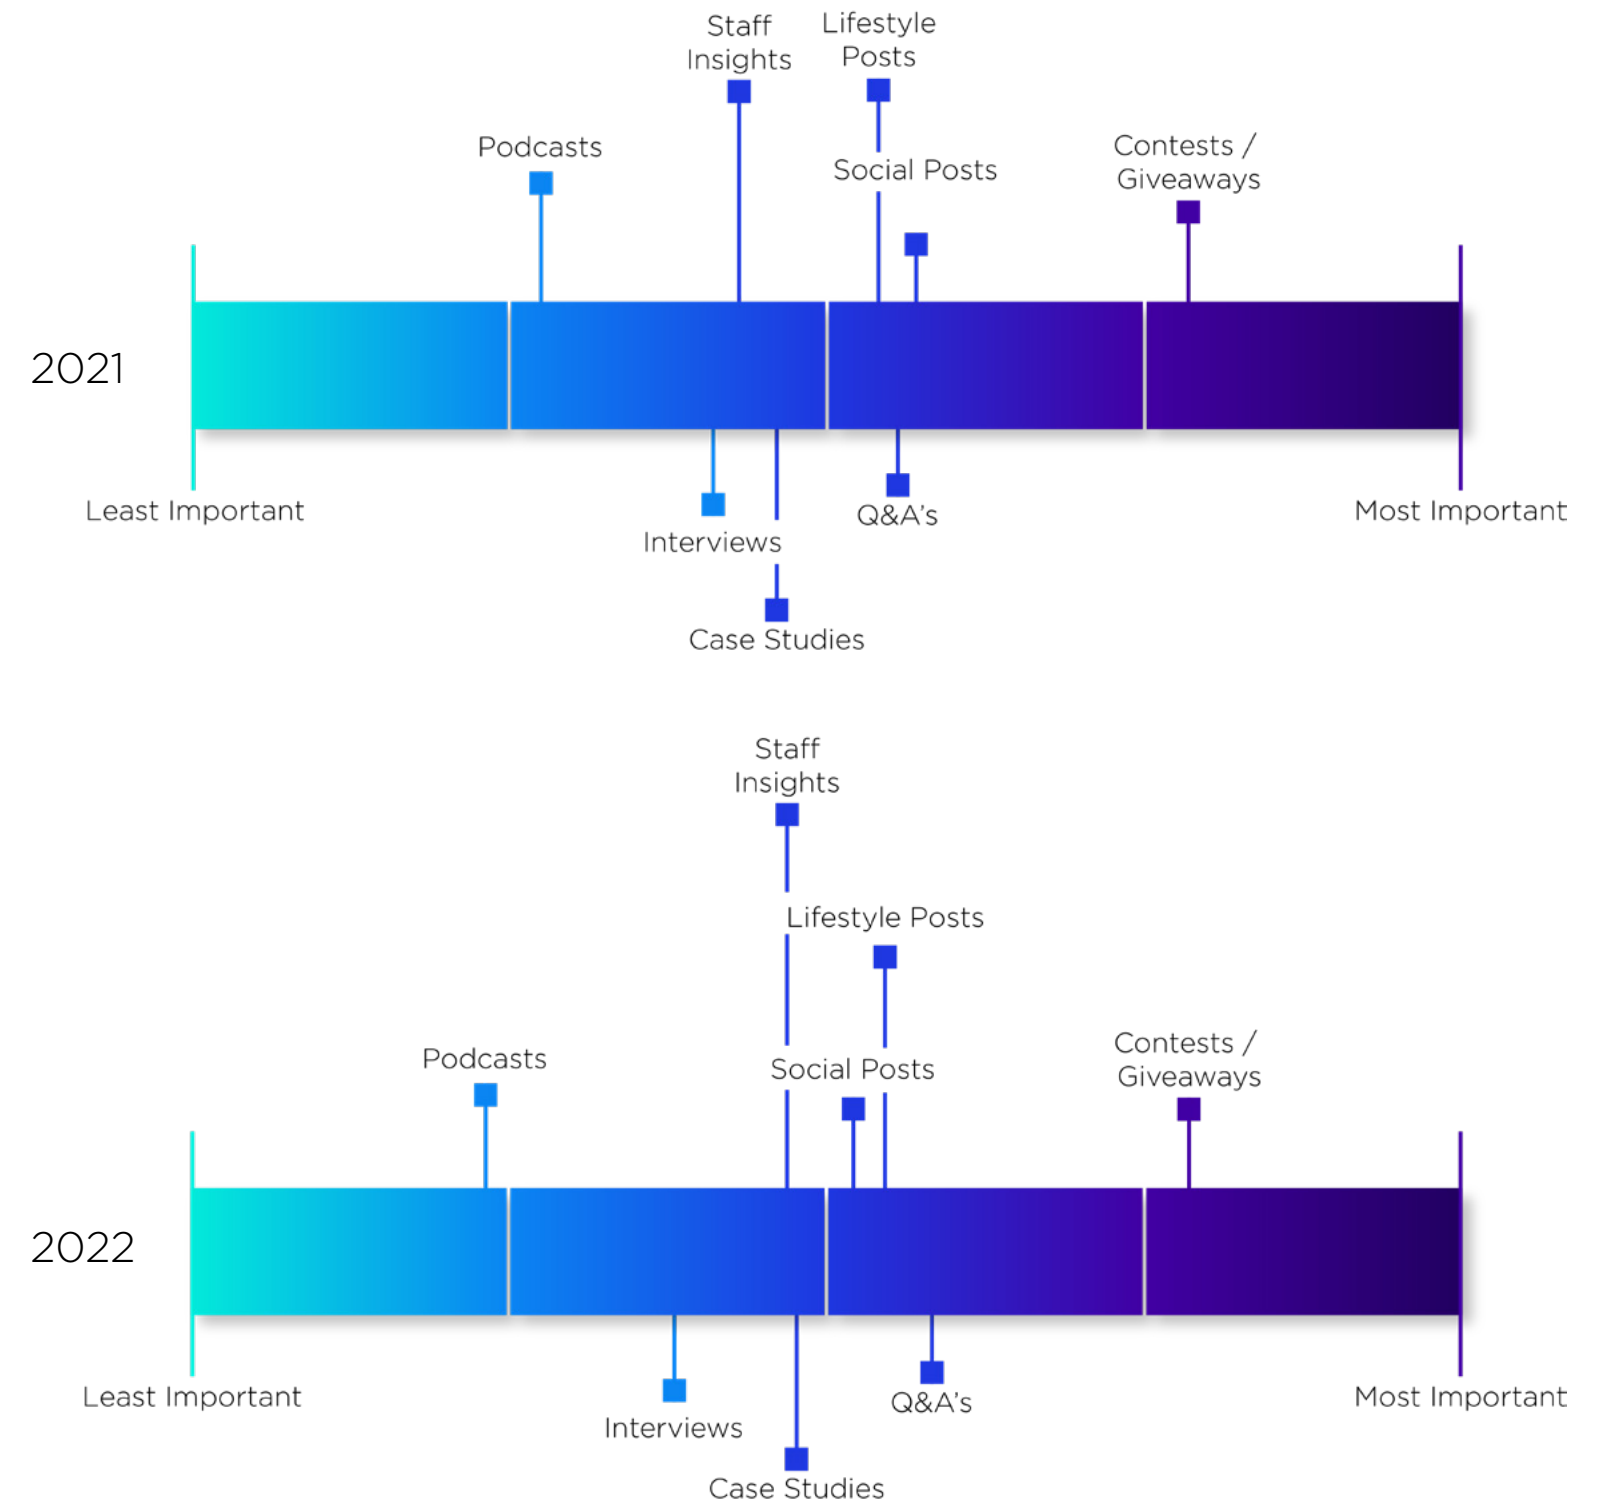 Staff
Insights
Lifestyle
Posts
Podcasts
Social Posts
Contests /
Giveaways
2021
Least Important
Most Important
Interviews
Q&A’s
Case Studies
Staff
Insights
Lifestyle Posts
Podcasts
Social Posts
Contests /
Giveaways
2022
Least Important
Most Important
Interviews
Q&A’s
Case Studies